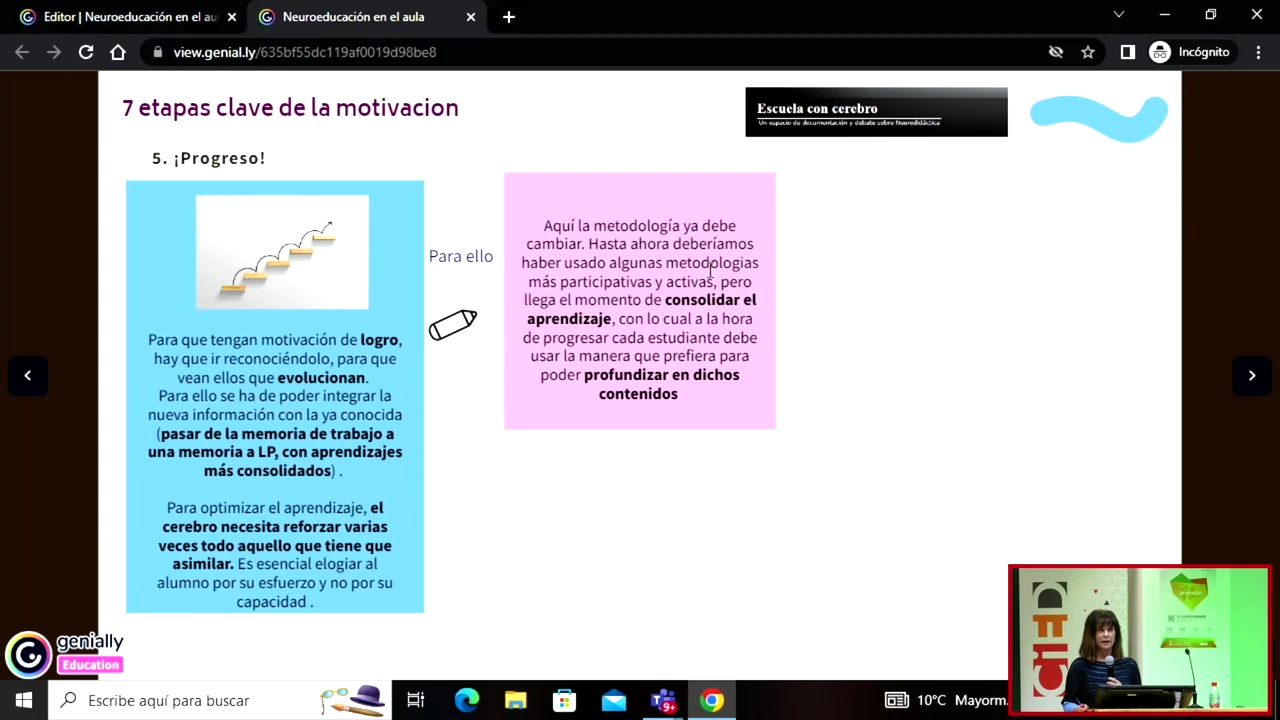 Editor | Neuroeducación en el au
Neuroeducación en el aula
view.genial.ly/635bf55dc119af0019d98be8
Incógnito
7 etapas clave de la motivacion
Escuela con cerebro
Un espacio de documentación y debate sobre Neurodidáctica
5. ¡Progreso!
Para que tengan motivación de logro,
hay que ir reconociéndolo, para que
vean ellos que evolucionan.
Para ello se ha de poder integrar la
nueva información con la ya conocida
(pasar de la memoria de trabajo a
una memoria a LP, con aprendizajes
más consolidados) .
Para optimizar el aprendizaje, el
cerebro necesita reforzar varias
veces todo aquello que tiene que
asimilar. Es esencial elogiar al
alumno por su esfuerzo y no por su
capacidad .
Para ello
Aquí la metodología ya debe
cambiar. Hasta ahora deberíamos
haber usado algunas metodologias
más participativas y activas, pero
llega el momento de consolidar el
aprendizaje, con lo cual a la hora
de progresar cada estudiante debe
usar la manera que prefiera para
poder profundizar en dichos
contenidos
genially
Education
Escribe aquí para buscar
9+
10°C Mayorm.